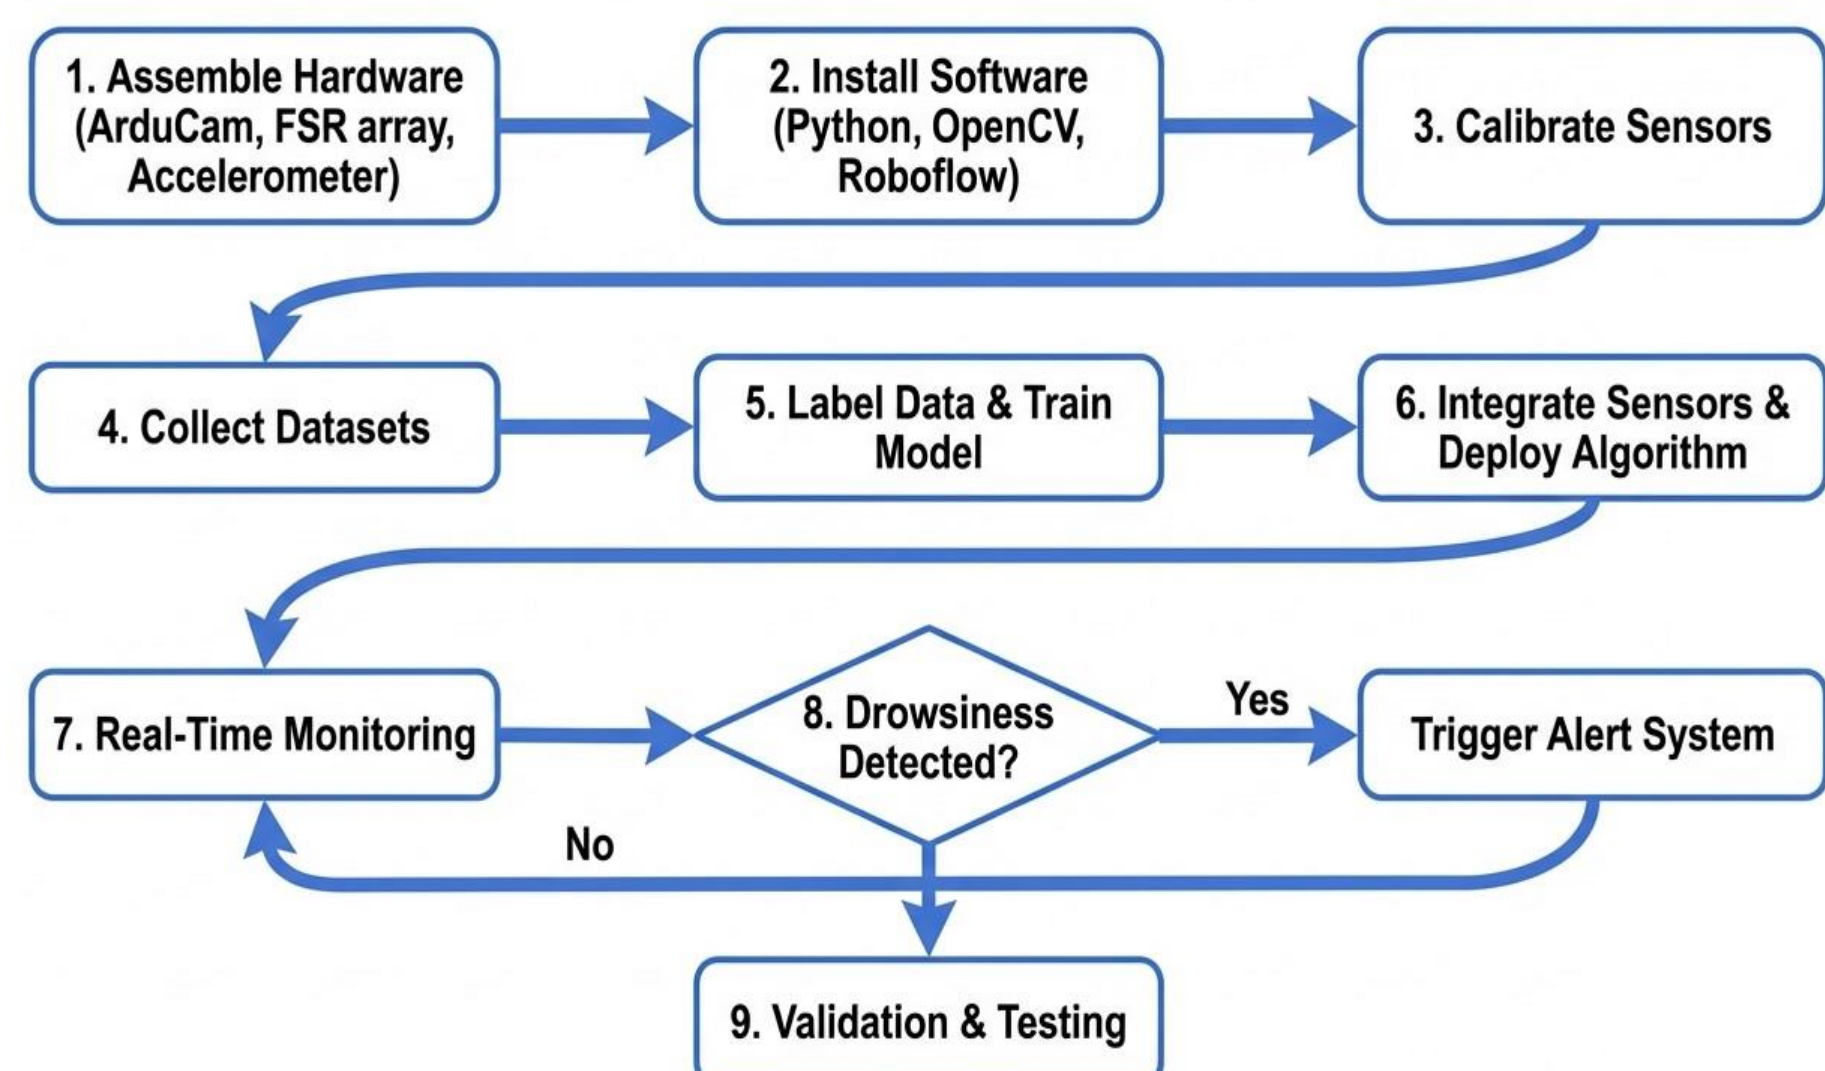 1. Assemble Hardware
(ArduCam, FSR array,
Accelerometer)
2. Install Software
(Python, OpenCV,
Roboflow)
3. Calibrate Sensors
4. Collect Datasets
5. Label Data & Train
Model
6. Integrate Sensors &
Deploy Algorithm
7. Real-Time Monitoring
8. Drowsiness
Detected?
Yes
Trigger Alert System
No
9. Validation & Testing